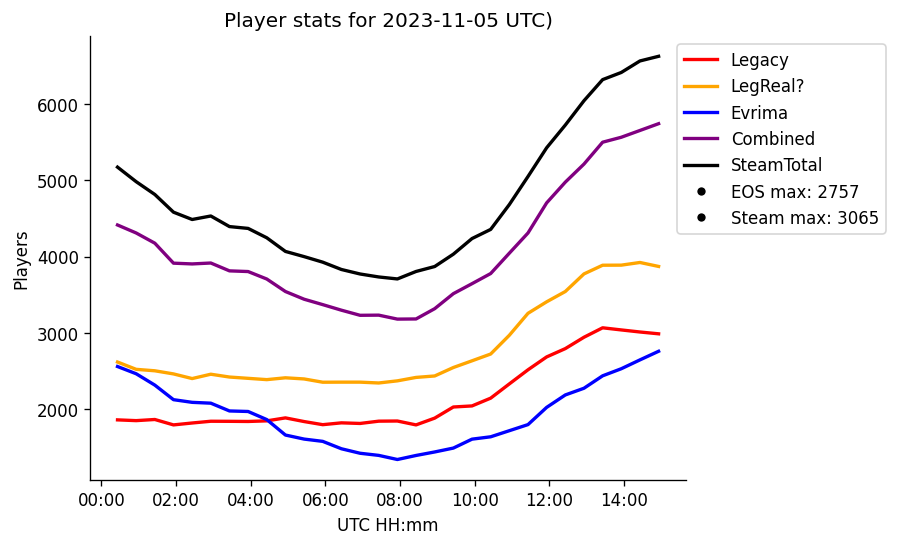 Player stats for 2023-11-05 UTC)
Legacy
LegReal?
Evrima
Combined
SteamTotal
EOS max: 2757
Steam max: 3065
Players
6000
5000
4000
3000
2000
00:00 02:00 04:00 06:00 08:00 10:00 12:00 14:00
UTC HH:mm